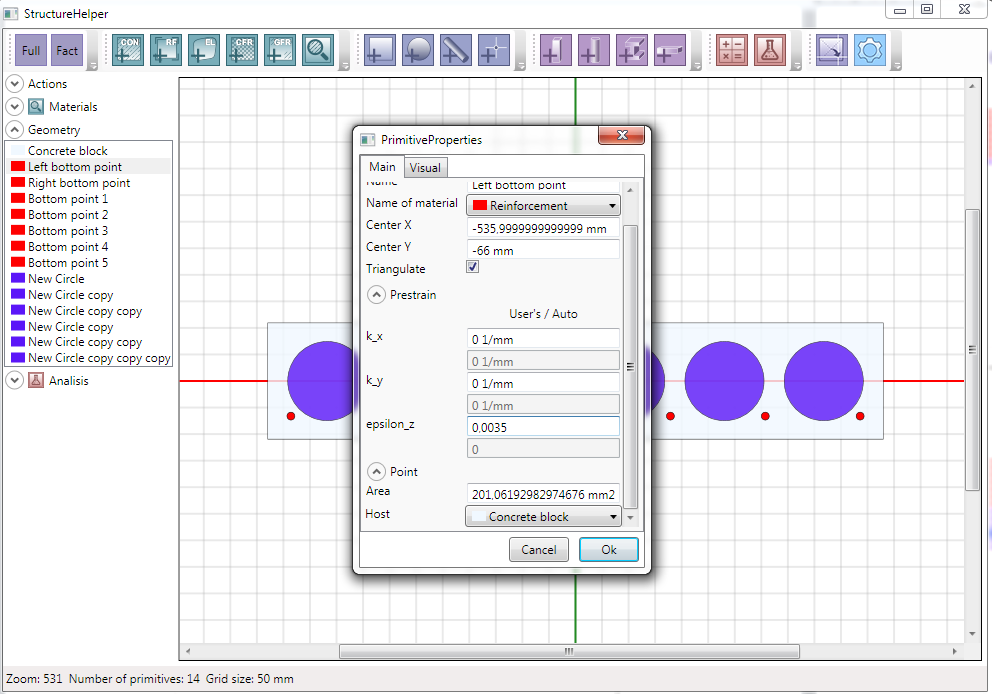 StructureHelper
Full Fact CON RF EL CFR GFR
Actions
Materials
Geometry
Concrete block
Left bottom point
Right bottom point
Bottom point 1
Bottom point 2
Bottom point 3
Bottom point 4
Bottom point 5
New Circle
New Circle copy
New Circle copy copy
New Circle copy
New Circle copy copy
New Circle copy copy copy
Analisis
PrimitiveProperties
Main Visual
Name Left bottom point
Name of material Reinforcement
Center X -535,9999999999999 mm
Center Y -66 mm
Triangulate
Prestrain
User's / Auto
k_x 0 1/mm
0 1/mm
k_y 0 1/mm
0 1/mm
epsilon_z 0,0035
0
Point
Area 201,06192982974676 mm2
Host Concrete block
Cancel Ok
Zoom: 531 Number of primitives: 14 Grid size: 50 mm